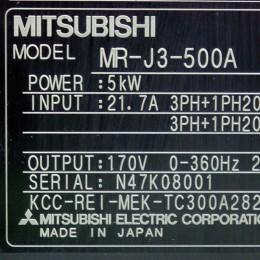 MITSUBISHI
MODEL MR-J3-500A
POWER :5kW
INPUT :21.7A 3PH+1PH20
3PH+1PH20
OUTPUT:170V 0-360Hz 2
SERIAL: N47K08001
KCC-REI-MEK-TC300A282
MITSUBISHI ELECTRIC CORPORATIO
MADE IN JAPAN